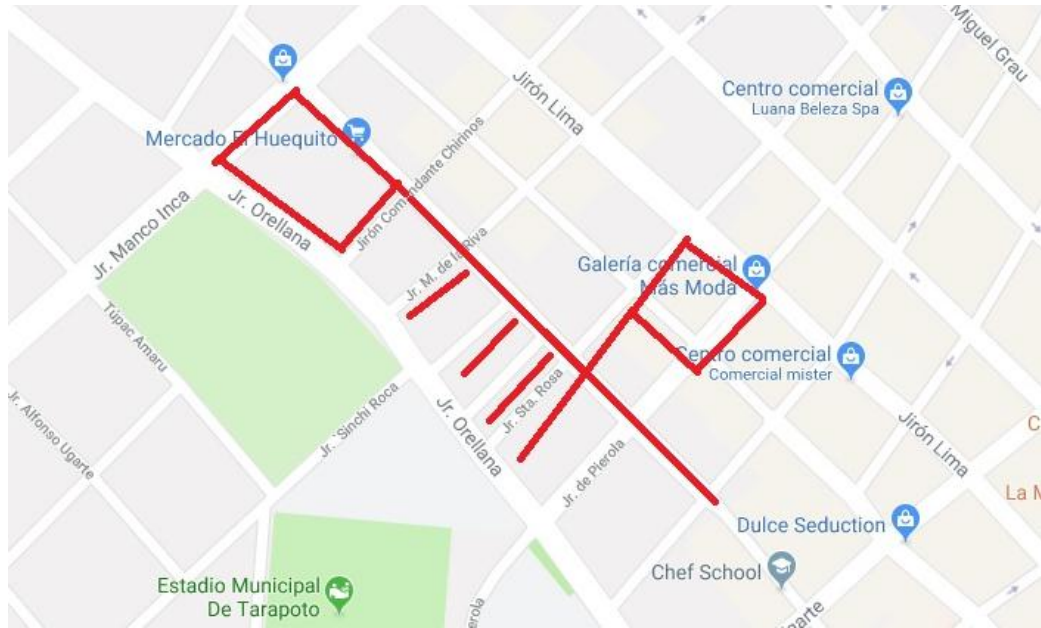 Miguel Grau
Jirón Lima
Centro comercial
Luana Beleza Spa
Mercado El Huequito
Jirón Comandante Chirinos
Jr. Manco Inca
Jr. Orellana
Jr. M. de la Riva
Galería comercial
Más Moda
Túpac Amaru
Centro comercial
Comercial mister
Jr. Alfonso Ugarte
Jr. Sinchi Roca
Jr. Sta. Rosa
Jr. Orellana
Jirón Lima
C
La M
Jr. de Pierola
Dulce Seduction
Chef School
Estadio Municipal
De Tarapoto
erola
garte